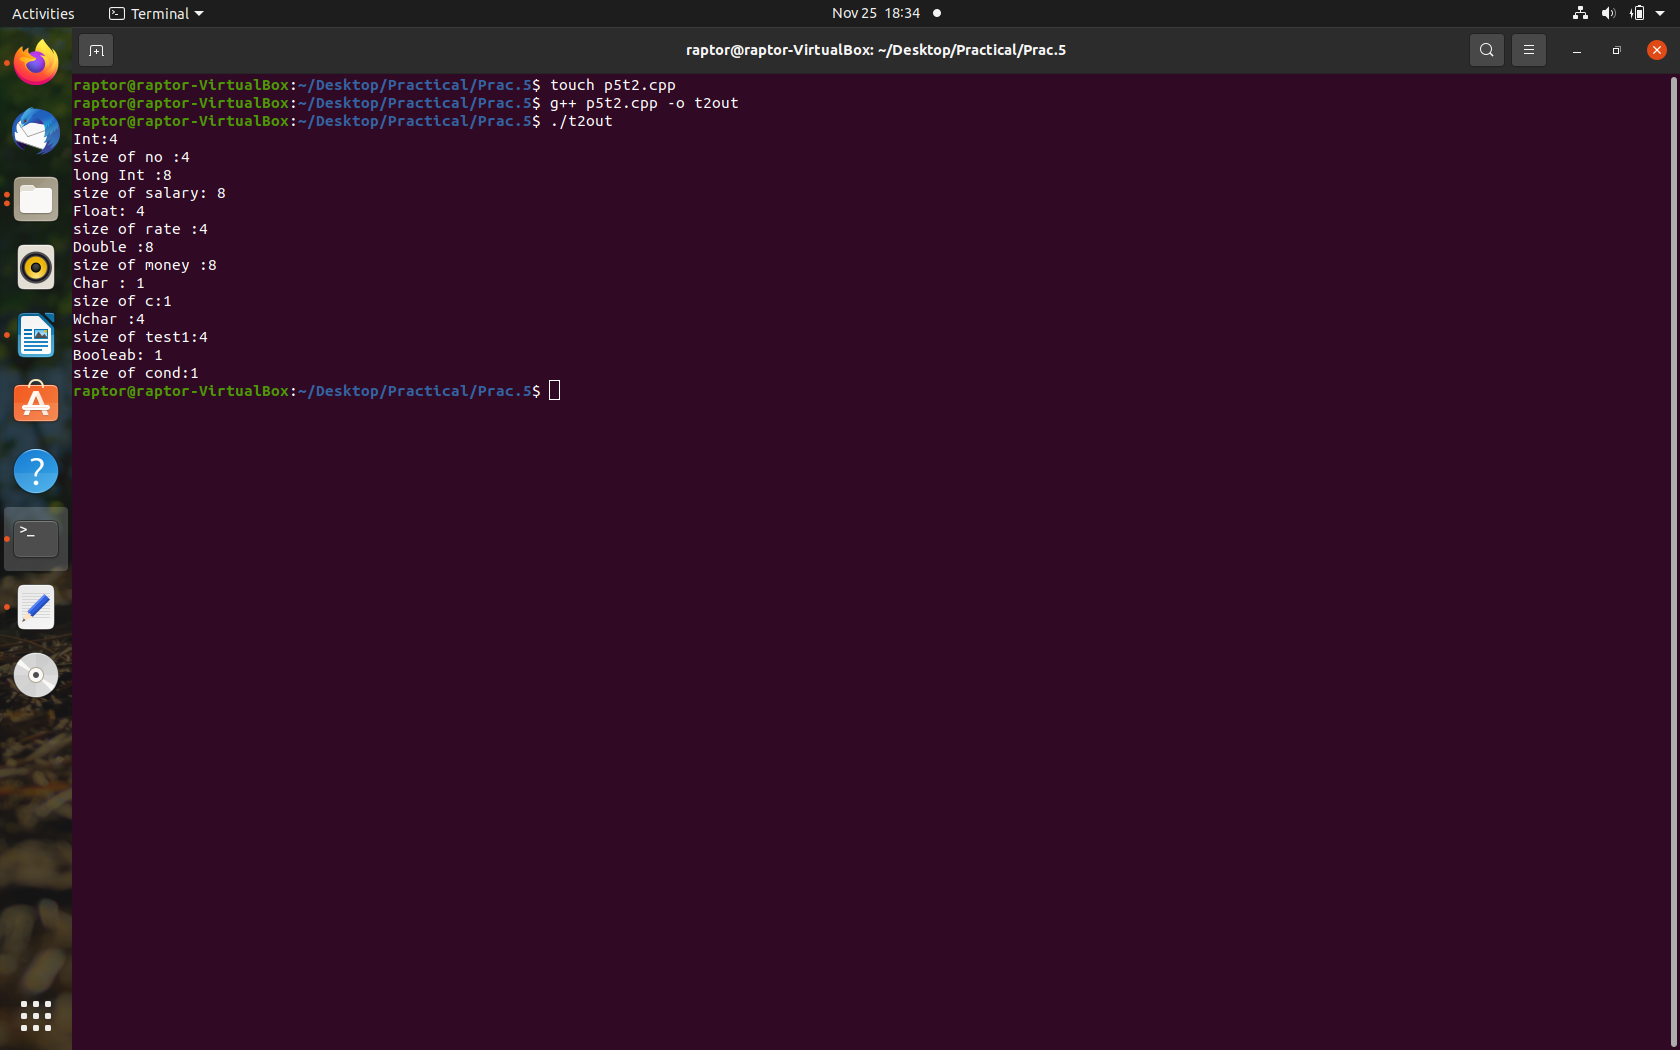 Activities
Terminal
Nov 25 18:34
raptor@raptor-VirtualBox: ~/Desktop/Practical/Prac.5
raptor@raptor-VirtualBox:~/Desktop/Practical/Prac.5$ touch p5t2.cpp
raptor@raptor-VirtualBox:~/Desktop/Practical/Prac.5$ g++ p5t2.cpp -o t2out
raptor@raptor-VirtualBox:~/Desktop/Practical/Prac.5$ ./t2out
Int:4
size of no :4
long Int :8
size of salary: 8
Float: 4
size of rate :4
Double :8
size of money :8
Char : 1
size of c:1
Wchar :4
size of test1:4
Booleab: 1
size of cond:1
raptor@raptor-VirtualBox:~/Desktop/Practical/Prac.5$